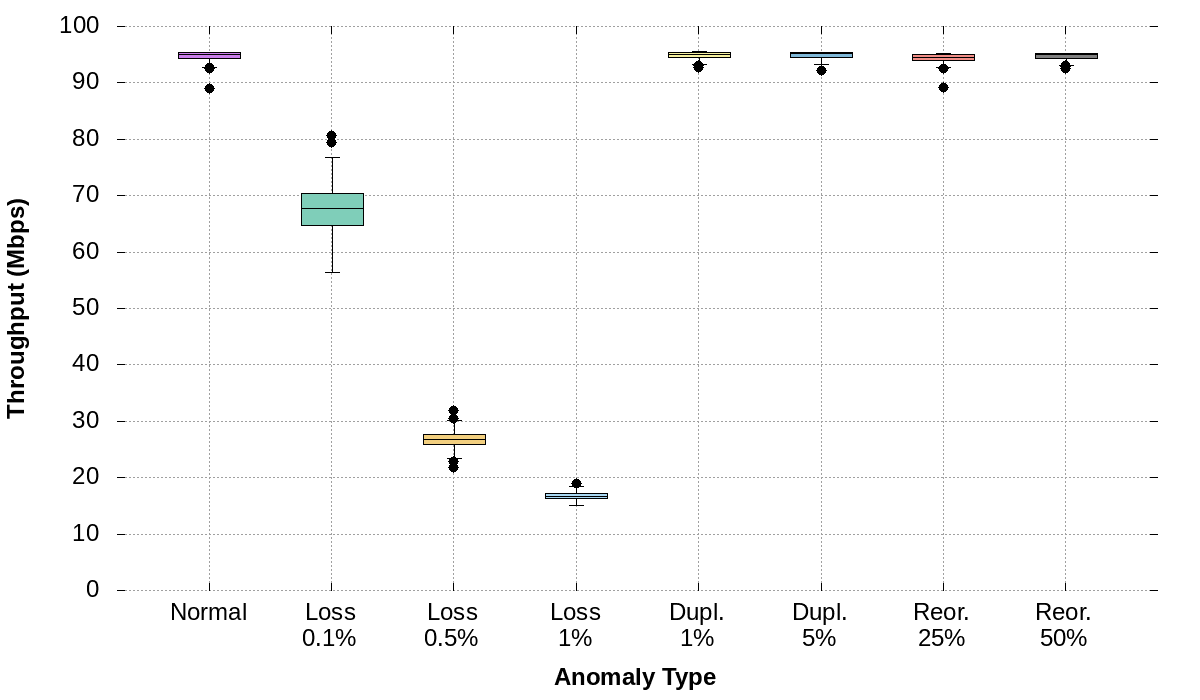 100
90
80
70
60
50
40
30
20
10
0
Throughput (Mbps)
Normal Loss Loss Loss Dupl. Dupl. Reor. Reor.
0.1% 0.5% 1% 1% 5% 25% 50%
Anomaly Type